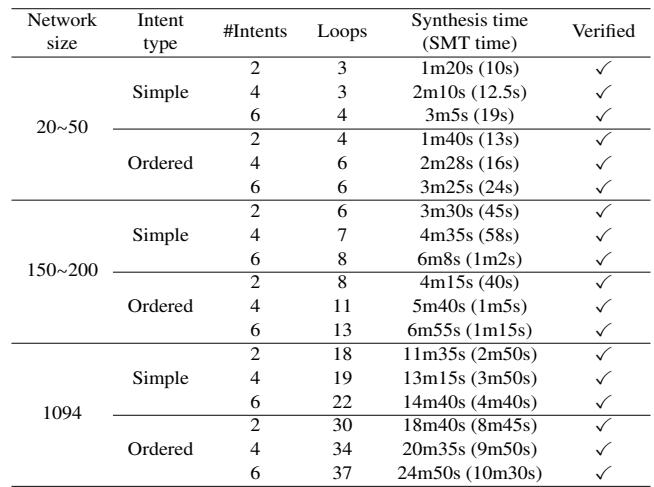 Network size Intent type #Intents Loops Synthesis time (SMT time) Verified
20~50 Simple 2 3 1m20s (10s) ✓
4 3 2m10s (12.5s) ✓
6 4 3m5s (19s) ✓
Ordered 2 4 1m40s (13s) ✓
4 6 2m28s (16s) ✓
6 6 3m25s (24s) ✓
150~200 Simple 2 6 3m30s (45s) ✓
4 7 4m35s (58s) ✓
6 8 6m8s (1m2s) ✓
Ordered 2 8 4m15s (40s) ✓
4 11 5m40s (1m5s) ✓
6 13 6m55s (1m15s) ✓
1094 Simple 2 18 11m35s (2m50s) ✓
4 19 13m15s (3m50s) ✓
6 22 14m40s (4m40s) ✓
Ordered 2 30 18m40s (8m45s) ✓
4 34 20m35s (9m50s) ✓
6 37 24m50s (10m30s) ✓